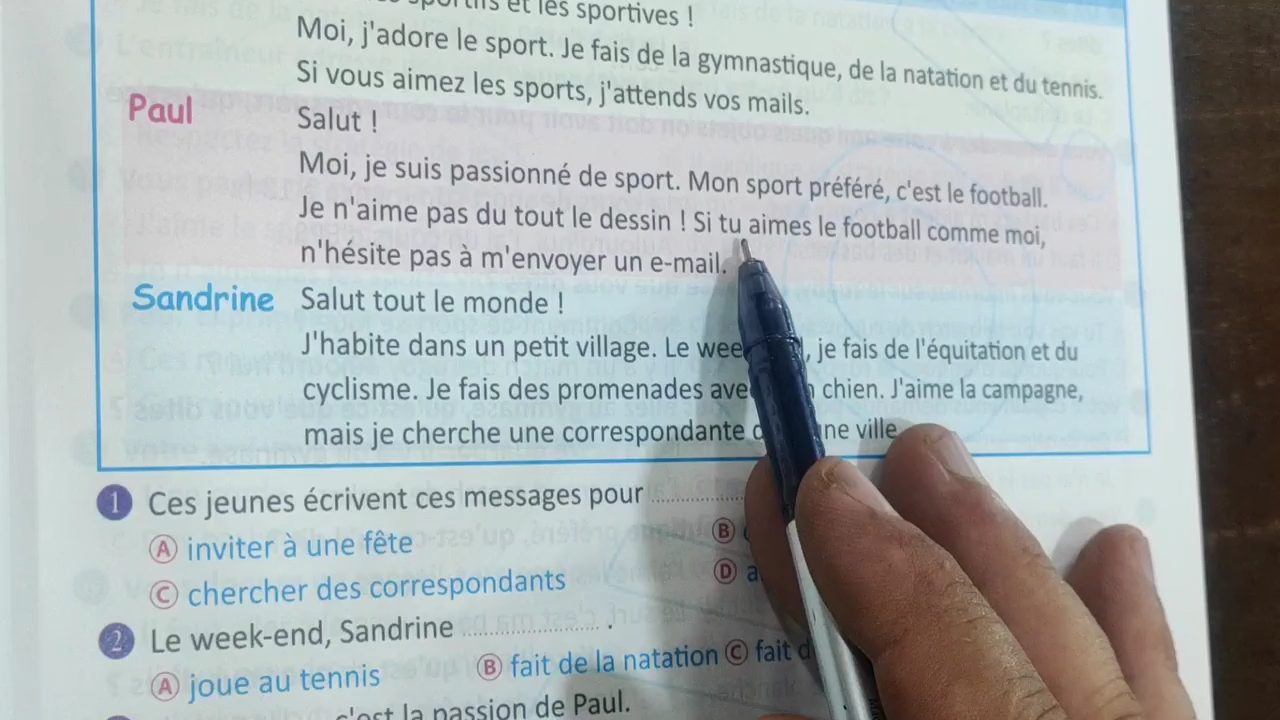 sportifs et les sportives !
Moi, j'adore le sport. Je fais de la gymnastique, de la natation et du tennis.
Si vous aimez les sports, j'attends vos mails.
Paul Salut !
Moi, je suis passionné de sport. Mon sport préféré, c'est le football.
Je n'aime pas du tout le dessin ! Si tu aimes le football comme moi,
n'hésite pas à m'envoyer un e-mail.
Sandrine Salut tout le monde !
J'habite dans un petit village. Le , je fais de l'équitation et du
cyclisme. Je fais des promenades chien. J'aime la campagne,
mais je cherche une correspondante ville
1 Ces jeunes écrivent ces messages pour ....................
A inviter à une fête B
C chercher des correspondants D
2 Le week-end, Sandrine .................... .
A joue au tennis B fait de la natation C fait
c'est la passion de Paul.